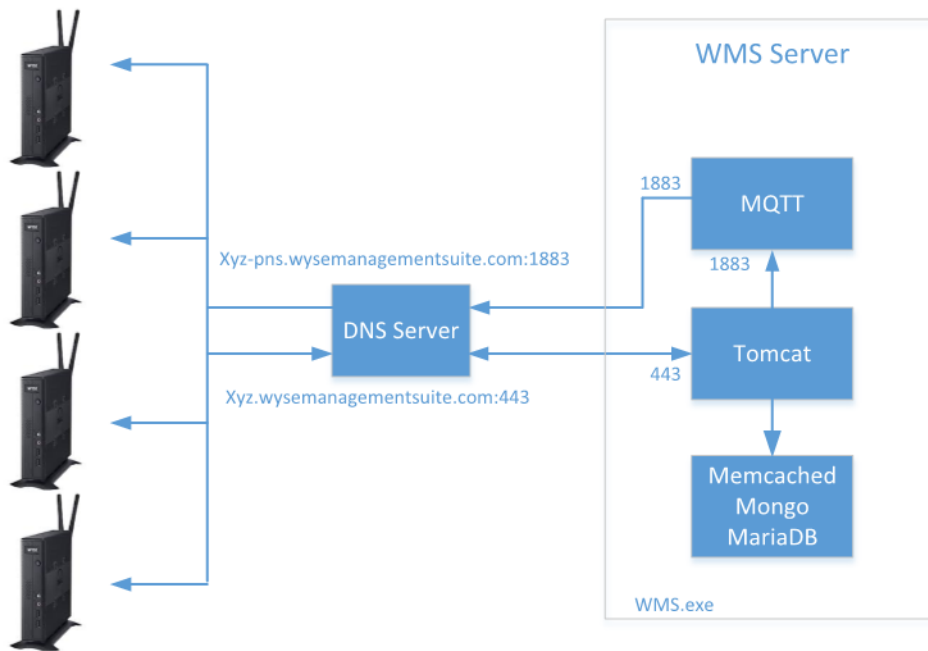 WMS Server
1883
MQTT
Xyz-pns.wysemanagementsuite.com:1883
1883
DNS Server
Tomcat
443
Xyz.wysemanagementsuite.com:443
Memcached
Mongo
MariaDB
WMS.exe